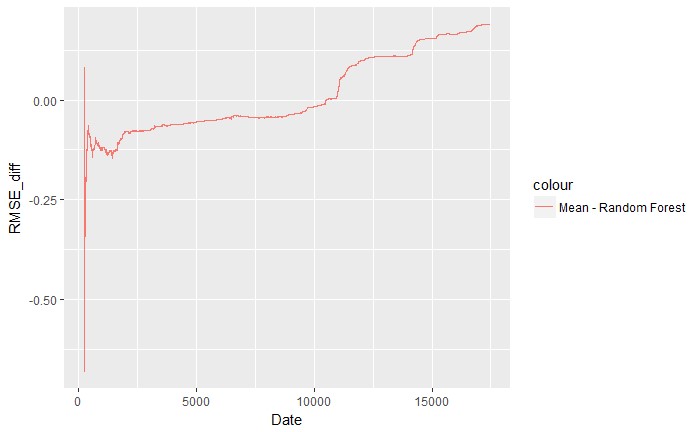 0.00
-0.25
-0.50
RMSE_diff
0 5000 10000 15000
Date
colour
Mean - Random Forest